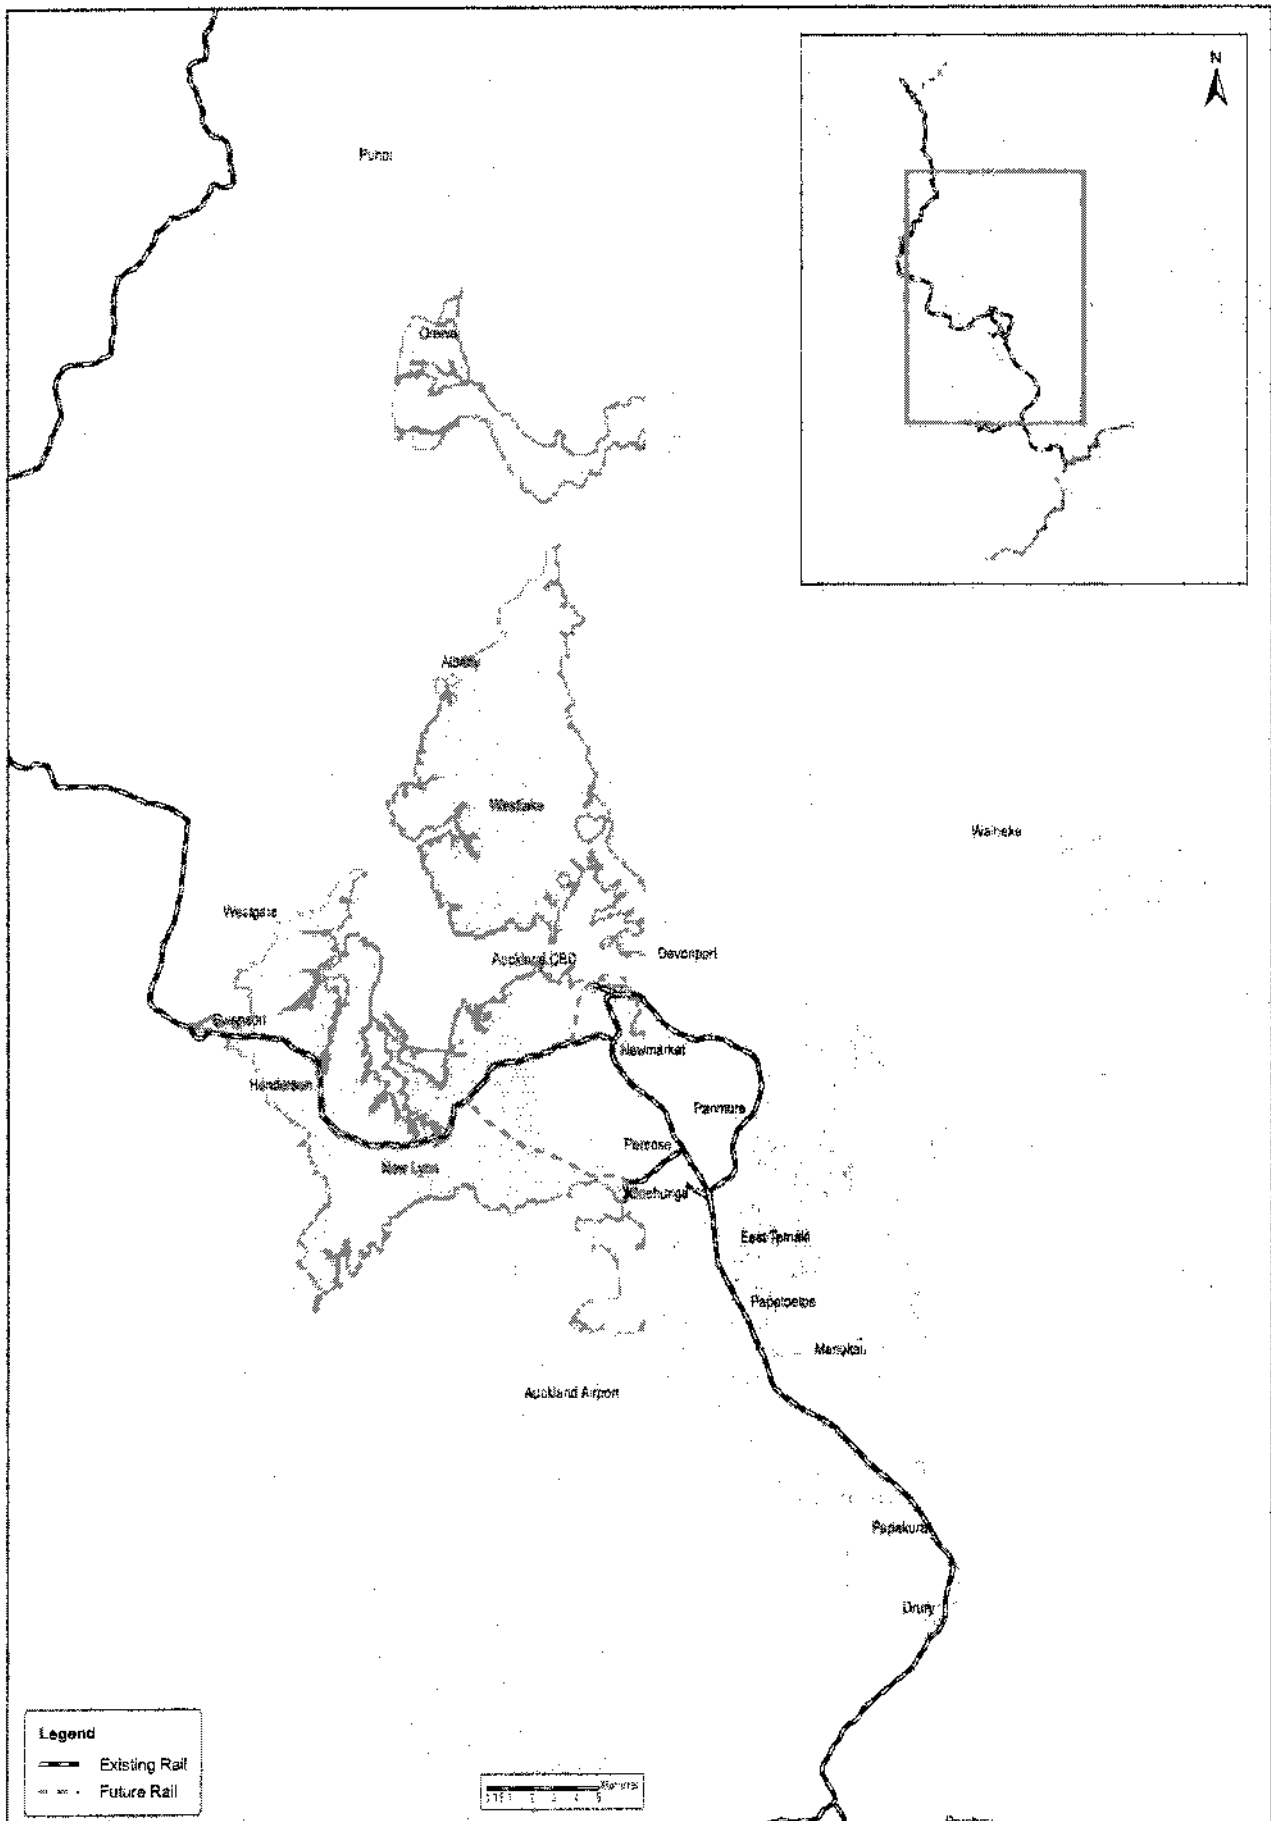 N
Puhoi
Orewa
Albany
Westlake
Waiheke
Westgate
Devonport
Auckland CBD
Swanson
Newmarket
Henderson
Panmure
Penrose
New Lynn
Onehunga
East Tamaki
Papatoetoe
Manukau
Auckland Airport
Papakura
Drury
Legend
Existing Rail
Future Rail